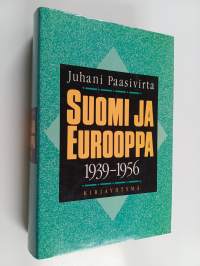 Juhani Paasivirta
SUOMI JA
EUROOPPA
1939–1956
KIRJAYHTYMÄ